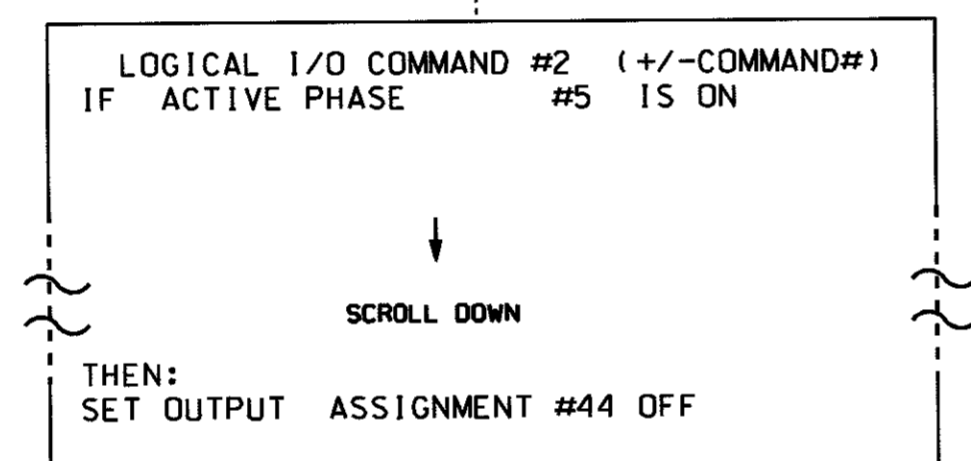 LOGICAL I/O COMMAND #2 (+/-COMMAND#)
IF ACTIVE PHASE #5 IS ON
SCROLL DOWN
THEN:
SET OUTPUT ASSIGNMENT #44 OFF